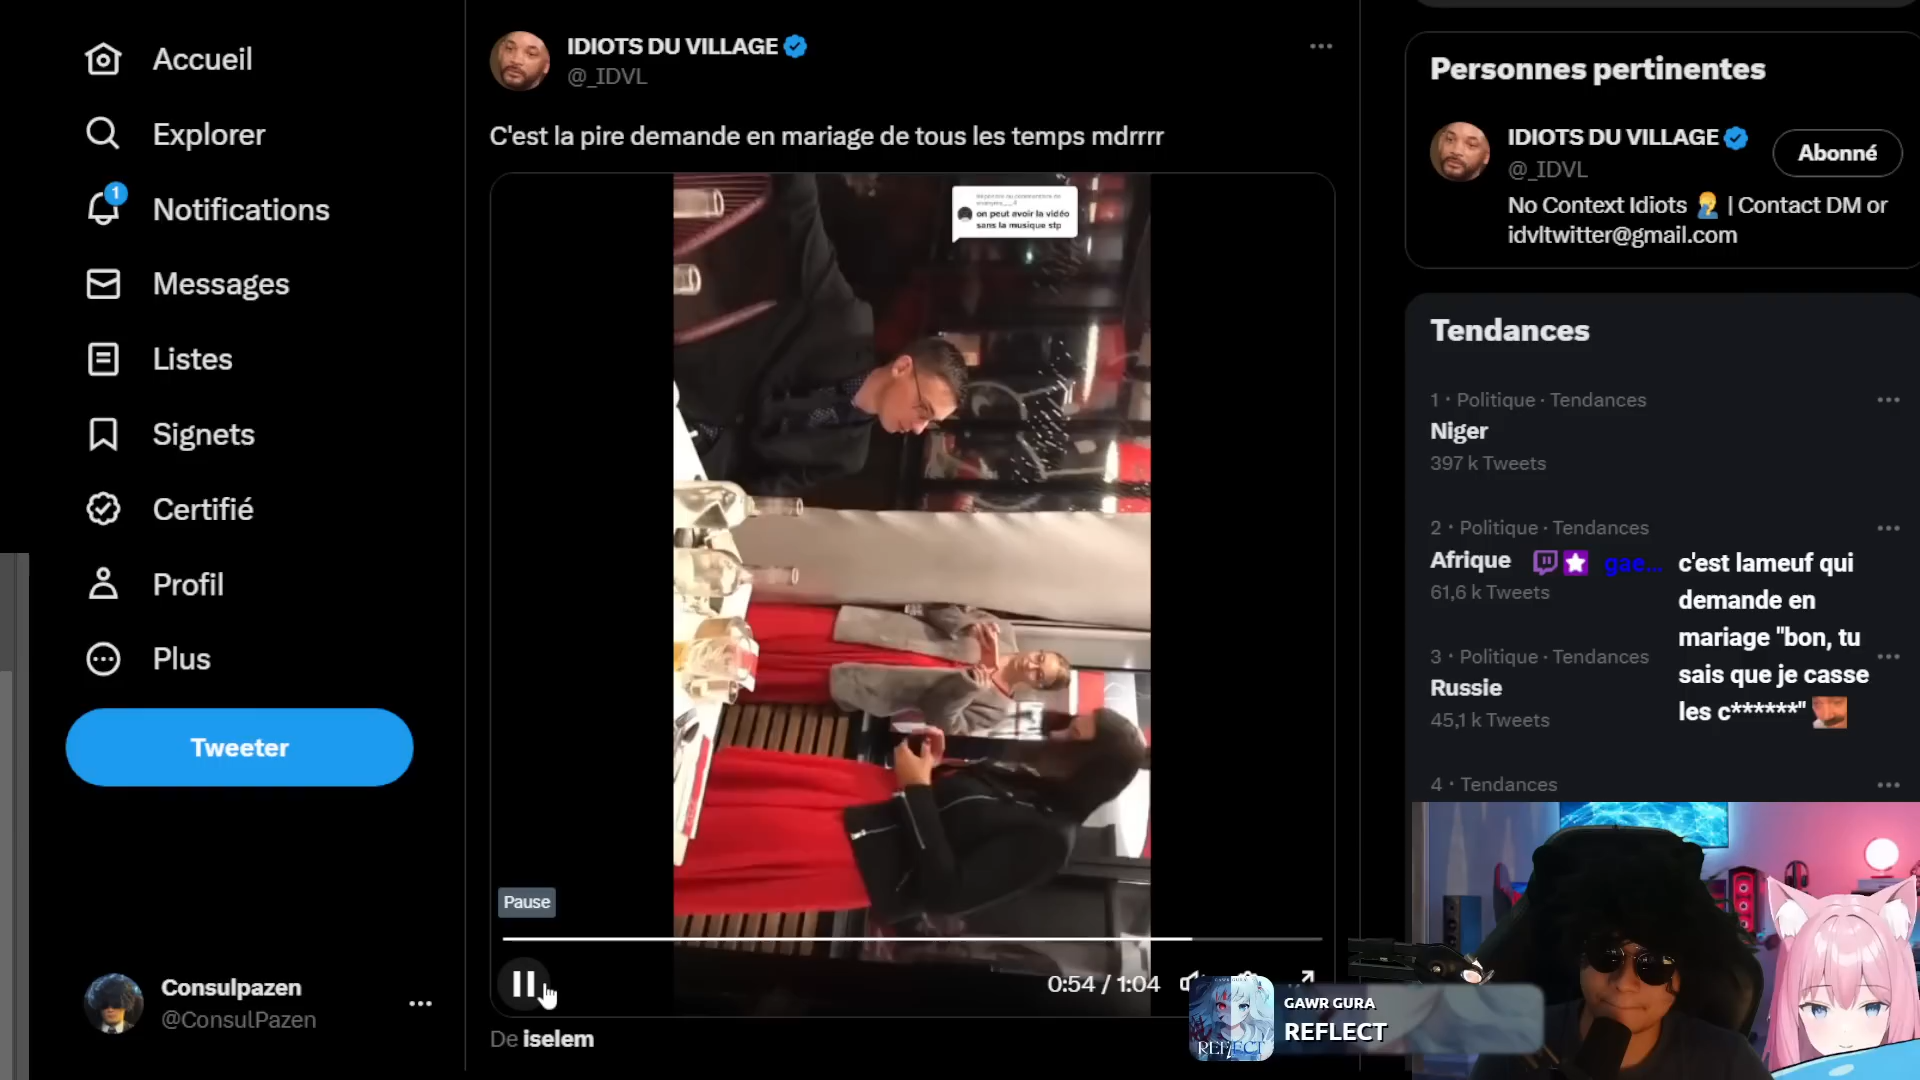 Accueil
Explorer
1
Notifications
Messages
Listes
Signets
Certifié
Profil
Plus
Tweeter
Consulpazen
@ConsulPazen
IDIOTS DU VILLAGE
@_IDVL
C'est la pire demande en mariage de tous les temps mdrrrr
on peut avoir la vidéo
sans la musique stp
Pause
0:54 / 1:04
De iselem
GAWR GURA
REFLECT
Personnes pertinentes
IDIOTS DU VILLAGE
@_IDVL
Abonné
No Context Idiots | Contact DM or
idvltwitter@gmail.com
Tendances
1 · Politique · Tendances
Niger
397 k Tweets
2 · Politique · Tendances
Afrique
61,6 k Tweets
3 · Politique · Tendances
Russie
45,1 k Tweets
4 · Tendances
gae...
c'est lameuf qui
demande en
mariage "bon, tu
sais que je casse
les c******"